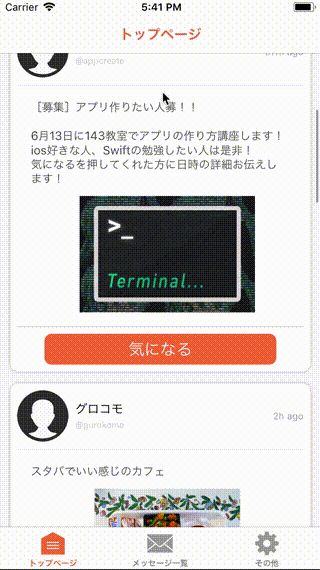 Carrier 5:41 PM
トップページ
@appcreate
［募集］アプリ作りたい人募！！
6月13日に143教室でアプリの作り方講座します！
ios好きな人、Swiftの勉強したい人は是非！
気になるを押してくれた方に日時の詳細お伝えし
ます！
>_
Terminal...
気になる
グロコモ
2h ago
@gurokomo
スタバでいい感じのカフェ
トップページ メッセージ一覧 その他